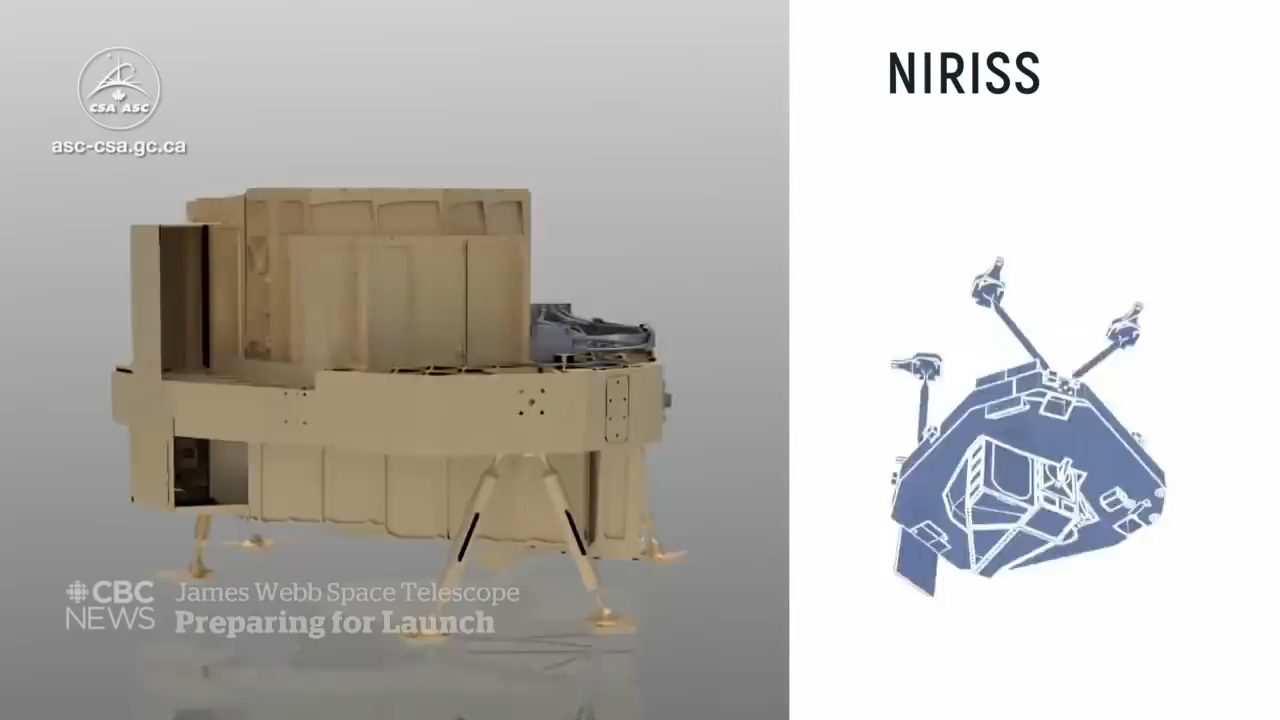 CSA ASC
asc-csa.gc.ca
NIRISS
CBC
NEWS
James Webb Space Telescope
Preparing for Launch